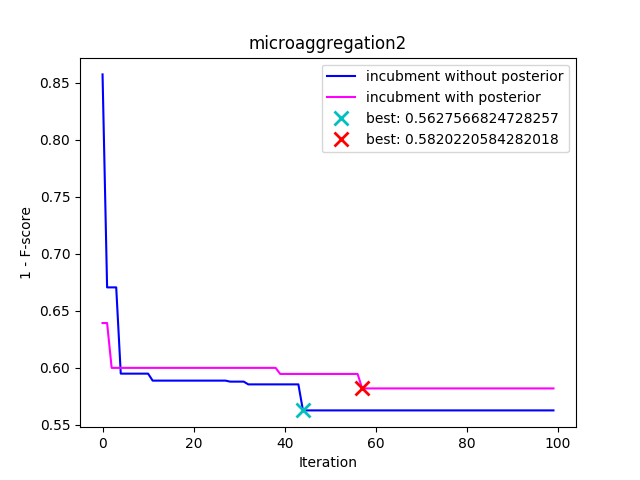 microaggregation2
incubment without posterior
incubment with posterior
best: 0.5627566824728257
best: 0.5820220584282018
1 - F-score
0.85
0.80
0.75
0.70
0.65
0.60
0.55
0 20 40 60 80 100
Iteration